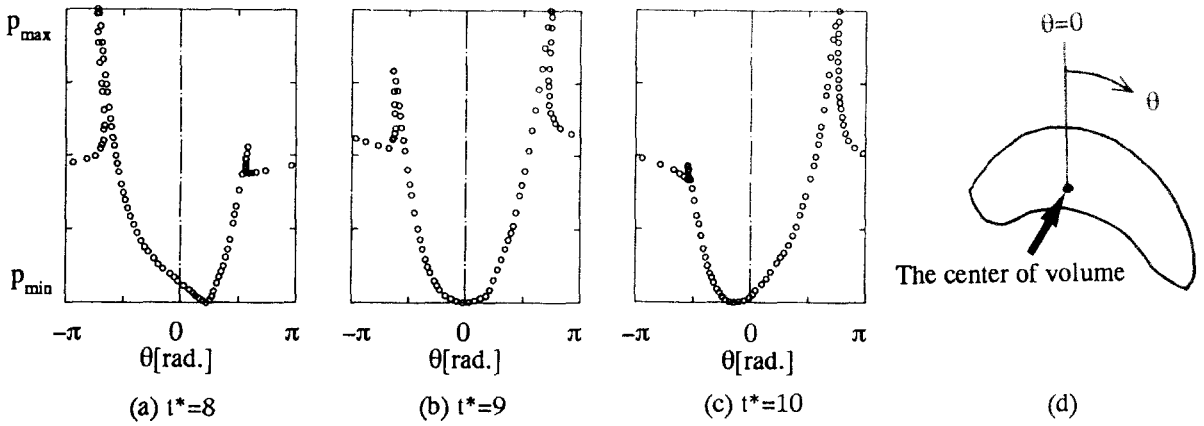 p_max
p_min
-π 0 π
θ[rad.]
(a) t*=8
-π 0 π
θ[rad.]
(b) t*=9
-π 0 π
θ[rad.]
(c) t*=10
θ=0
θ
The center of volume
(d)